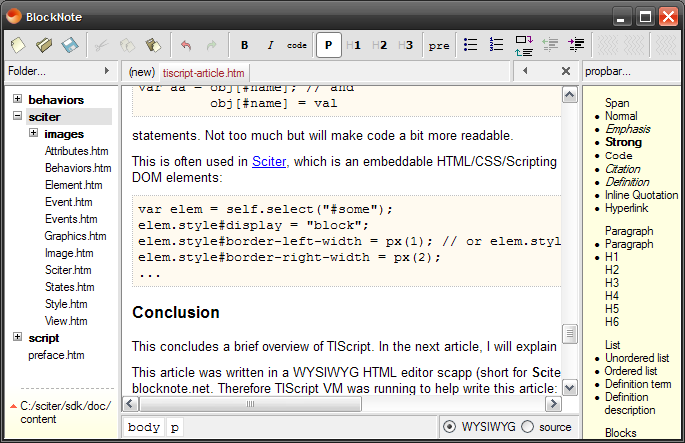 BlockNote
B I code P H1 H2 H3 pre
Folder...
(new) tiscript-article.htm
propbar...
behaviors
sciter
images
Attributes.htm
Behaviors.htm
Element.htm
Event.htm
Events.htm
Graphics.htm
Image.htm
Sciter.htm
States.htm
Style.htm
View.htm
script
preface.htm
C:/sciter/sdk/doc/
content
var aa = obj[#name]; // and
obj[#name] = val
statements. Not too much but will make code a bit more readable.
This is often used in Sciter, which is an embeddable HTML/CSS/Scripting
DOM elements:
var elem = self.select("#some");
elem.style#display = "block";
elem.style#border-left-width = px(1); // or elem.styl
elem.style#border-right-width = px(2);
...
Conclusion
This concludes a brief overview of TIScript. In the next article, I will explain
This article was written in a WYSIWYG HTML editor scapp (short for Scite
blocknote.net. Therefore TIScript VM was running to help write this article:
body p
WYSIWYG source
Span
Normal
Emphasis
Strong
Code
Citation
Definition
Inline Quotation
Hyperlink
Paragraph
Paragraph
H1
H2
H3
H4
H5
H6
List
Unordered list
Ordered list
Definition term
Definition
description
Blocks